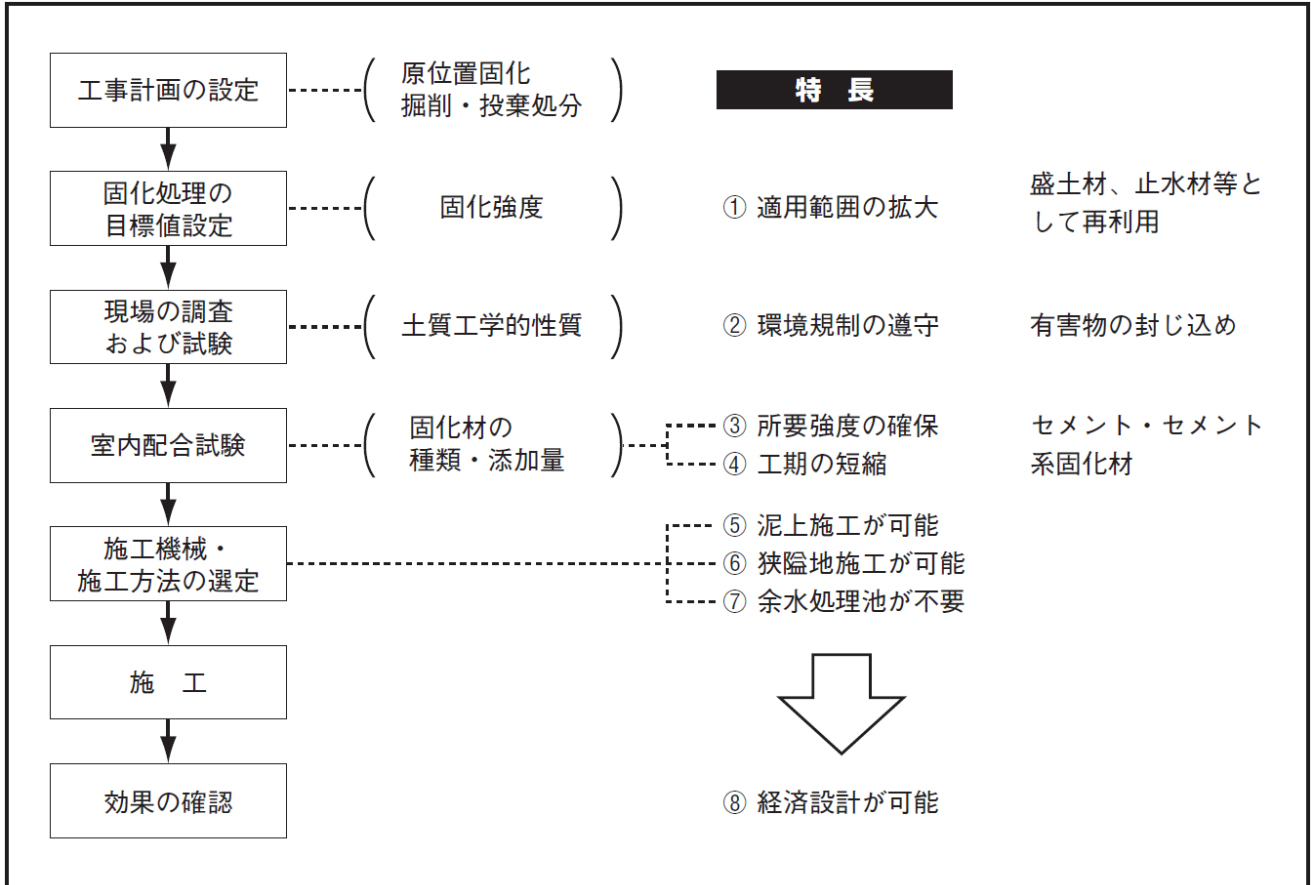 工事計画の設定
原位置固化
掘削・投棄処分
特 長
固化処理の
目標値設定
固化強度
① 適用範囲の拡大
盛土材、止水材等と
して再利用
現場の調査
および試験
土質工学的性質
② 環境規制の遵守
有害物の封じ込め
室内配合試験
固化材の
種類・添加量
③ 所要強度の確保
④ 工期の短縮
セメント・セメント
系固化材
施工機械・
施工方法の選定
⑤ 泥上施工が可能
⑥ 狭隘地施工が可能
⑦ 余水処理池が不要
施 工
効果の確認
⑧ 経済設計が可能